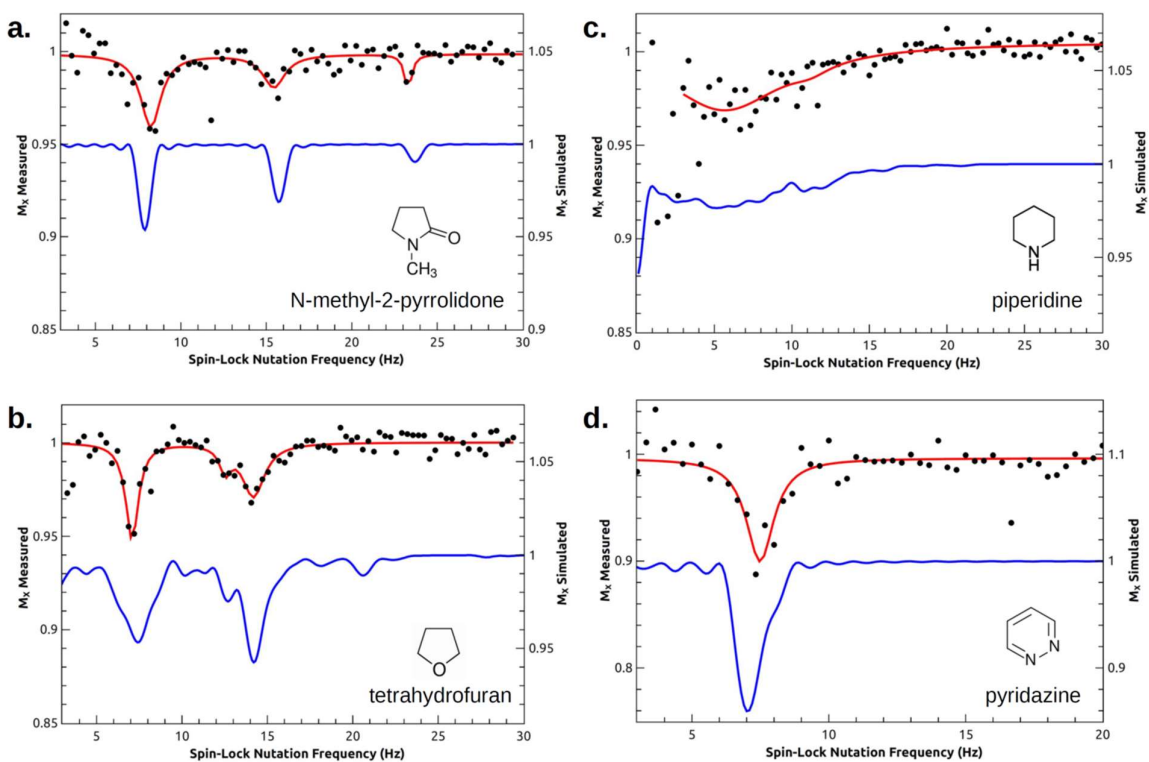 a.
1
0.95
0.9
0.85
1.05
1
0.95
0.9
5 10 15 20 25 30
Mx Measured
Mx Simulated
Spin-Lock Nutation Frequency (Hz)
N
O
CH3
N-methyl-2-pyrrolidone
c.
1
0.95
0.9
0.85
1.05
1
0.95
0 5 10 15 20 25 30
Mx Measured
Mx Simulated
Spin-Lock Nutation Frequency (Hz)
N
H
piperidine
b.
1
0.95
0.9
0.85
1.05
1
0.95
5 10 15 20 25 30
Mx Measured
Mx Simulated
Spin-Lock Nutation Frequency (Hz)
O
tetrahydrofuran
d.
1
0.9
0.8
1.1
1
0.9
5 10 15 20
Mx Measured
Mx Simulated
Spin-Lock Nutation Frequency (Hz)
N
N
pyridazine